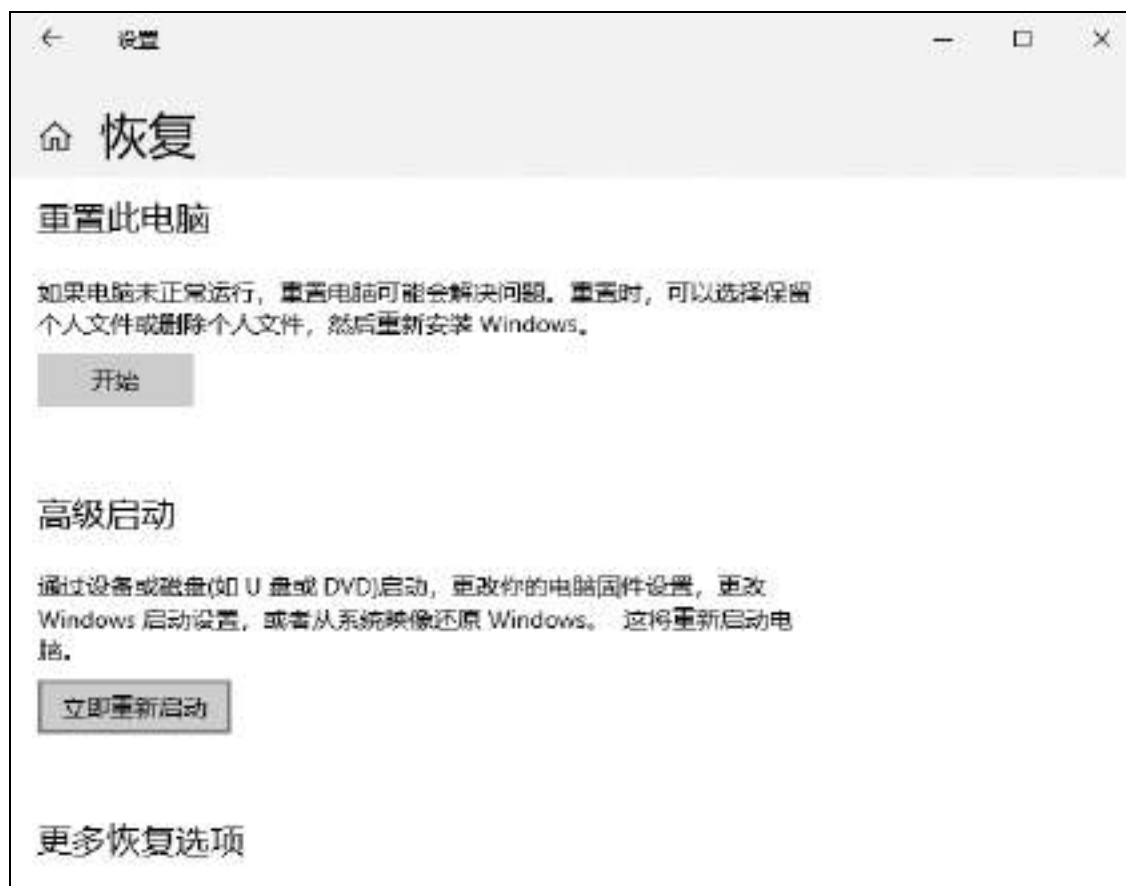 设置
恢复
重置此电脑
如果电脑未正常运行，重置电脑可能会解决问题。重置时，可以选择保留
个人文件或删除个人文件，然后重新安装 Windows。
开始
高级启动
通过设备或磁盘(如 U 盘或 DVD)启动，更改你的电脑固件设置，更改
Windows 启动设置，或者从系统映像还原 Windows。 这将重新启动电
脑。
立即重新启动
更多恢复选项